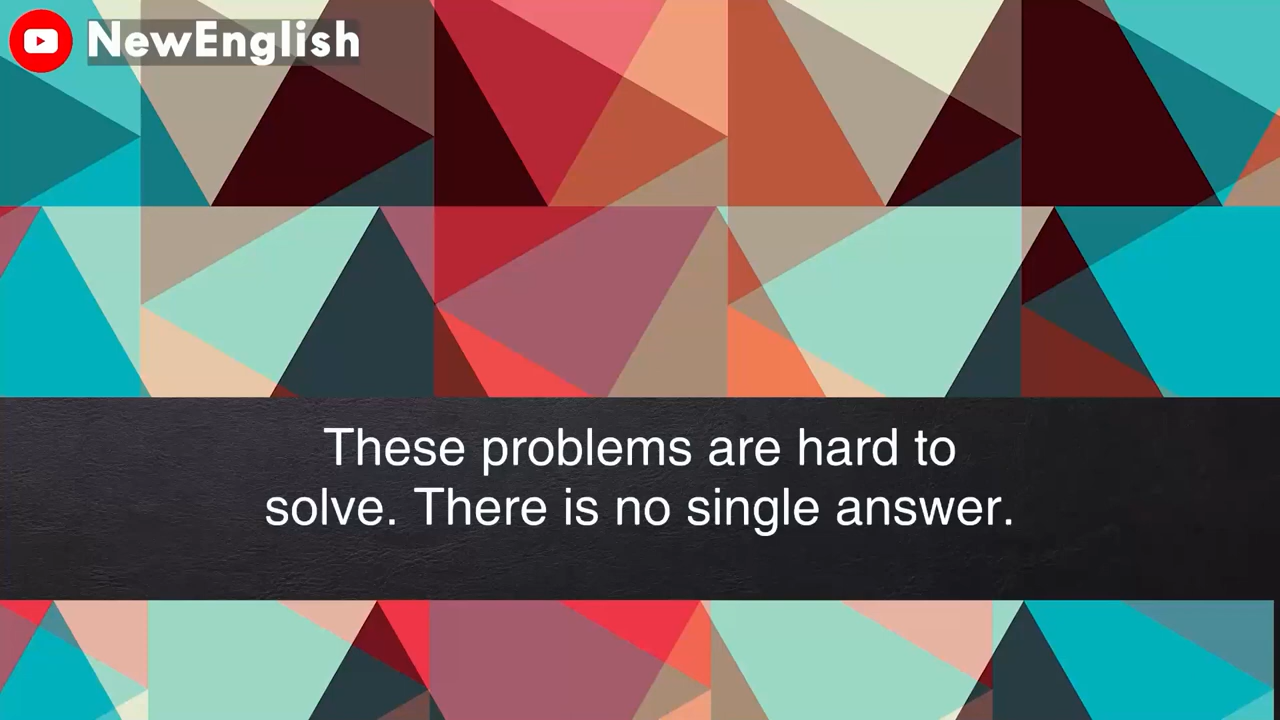 NewEnglish
These problems are hard to
solve. There is no single answer.